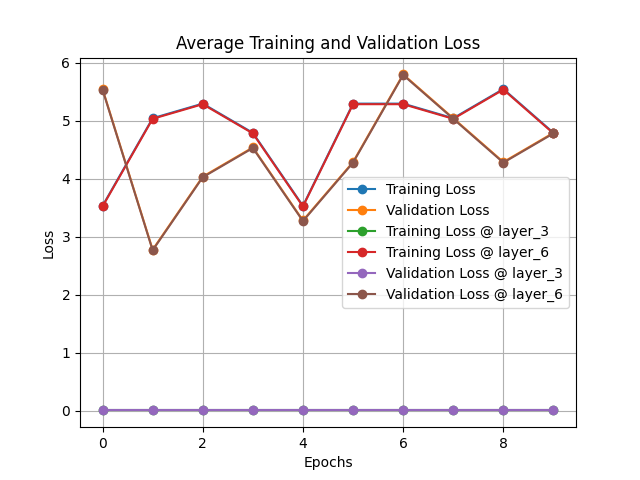 Average Training and Validation Loss
6
5
4
3
2
1
0
Loss
Training Loss
Validation Loss
Training Loss @ layer_3
Training Loss @ layer_6
Validation Loss @ layer_3
Validation Loss @ layer_6
0 2 4 6 8
Epochs